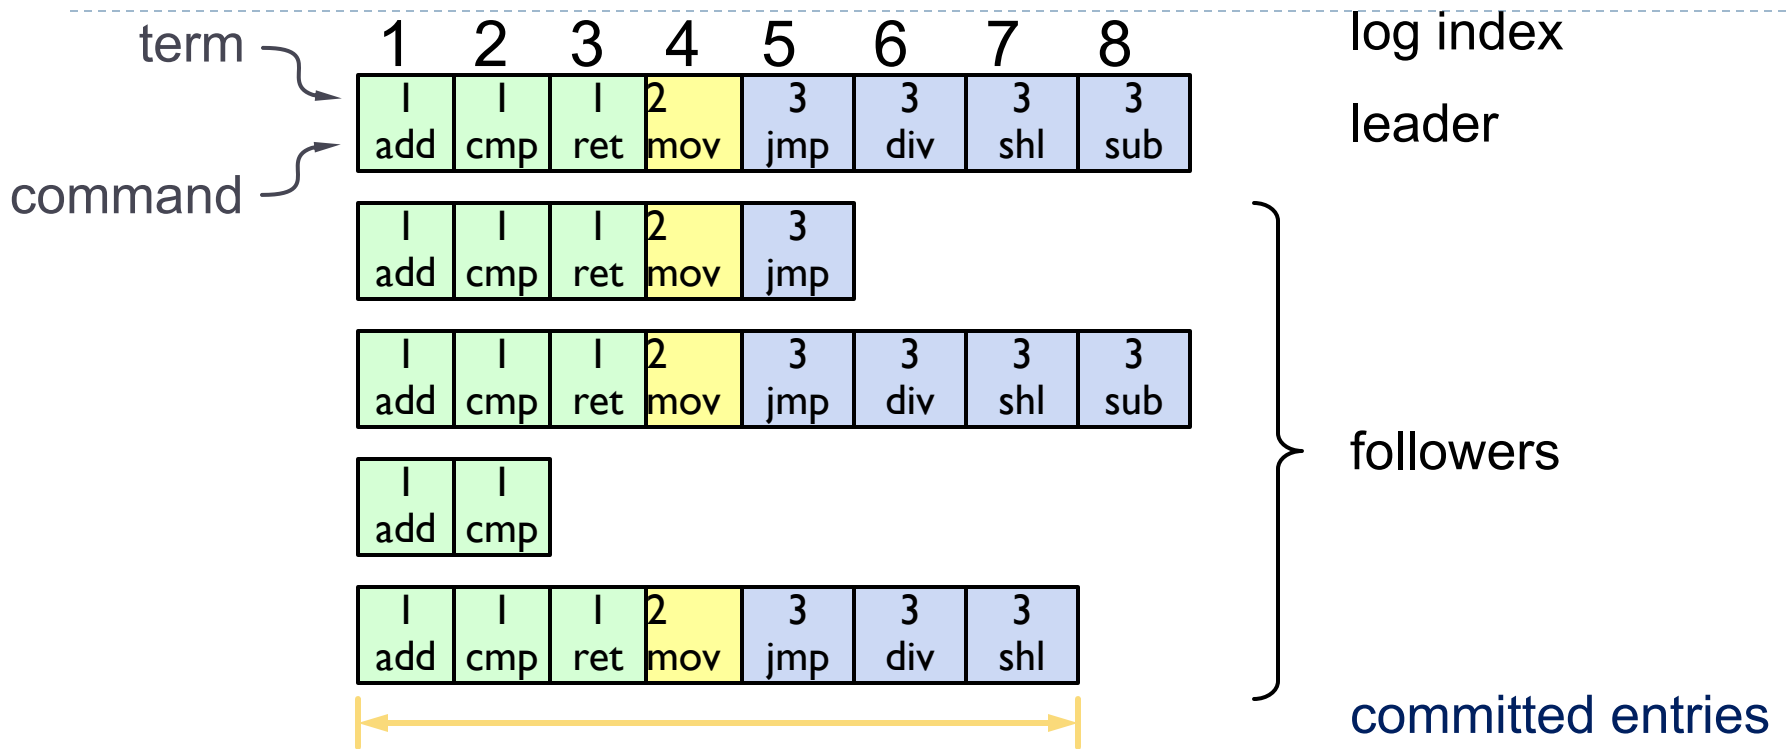 term
1 2 3 4 5 6 7 8
log index
1 1 1 2 3 3 3 3
add cmp ret mov jmp div shl sub
leader
command
1 1 1 2 3
add cmp ret mov jmp
1 1 1 2 3 3 3 3
add cmp ret mov jmp div shl sub
followers
1 1
add cmp
1 1 1 2 3 3 3
add cmp ret mov jmp div shl
committed entries